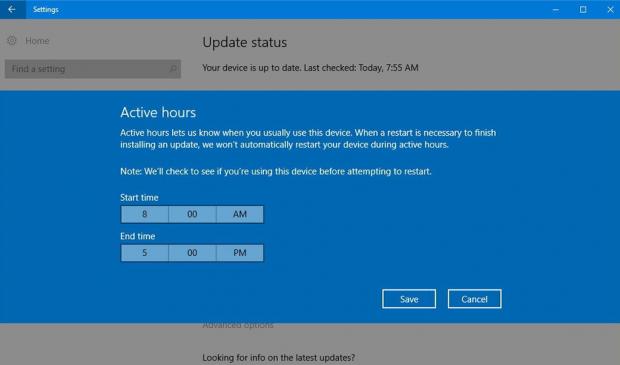 Settings
Home
Update status
Find a setting
Your device is up to date. Last checked: Today, 7:55 AM
Active hours
Active hours lets us know when you usually use this device. When a restart is necessary to finish
installing an update, we won't automatically restart your device during active hours.
Note: We'll check to see if you're using this device before attempting to restart.
Start time
8 00 AM
End time
5 00 PM
Save Cancel
Advanced options
Looking for info on the latest updates?